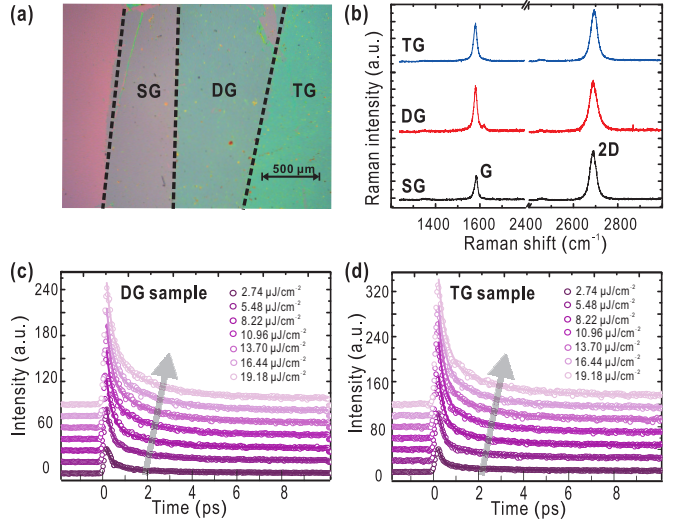 (a)
SG
DG
TG
500 μm
(b)
Raman intensity (a.u.)
TG
DG
SG
G
2D
1400
1600
2400
2600
2800
Raman shift (cm⁻¹)
(c)
DG sample
Intensity (a.u.)
240
180
120
60
0
2.74 μJ/cm⁻²
5.48 μJ/cm⁻²
8.22 μJ/cm⁻²
10.96 μJ/cm⁻²
13.70 μJ/cm⁻²
16.44 μJ/cm⁻²
19.18 μJ/cm⁻²
0
2
4
6
8
Time (ps)
(d)
TG sample
Intensity (a.u.)
320
240
160
80
0
2.74 μJ/cm⁻²
5.48 μJ/cm⁻²
8.22 μJ/cm⁻²
10.96 μJ/cm⁻²
13.70 μJ/cm⁻²
16.44 μJ/cm⁻²
19.18 μJ/cm⁻²
0
2
4
6
8
Time (ps)